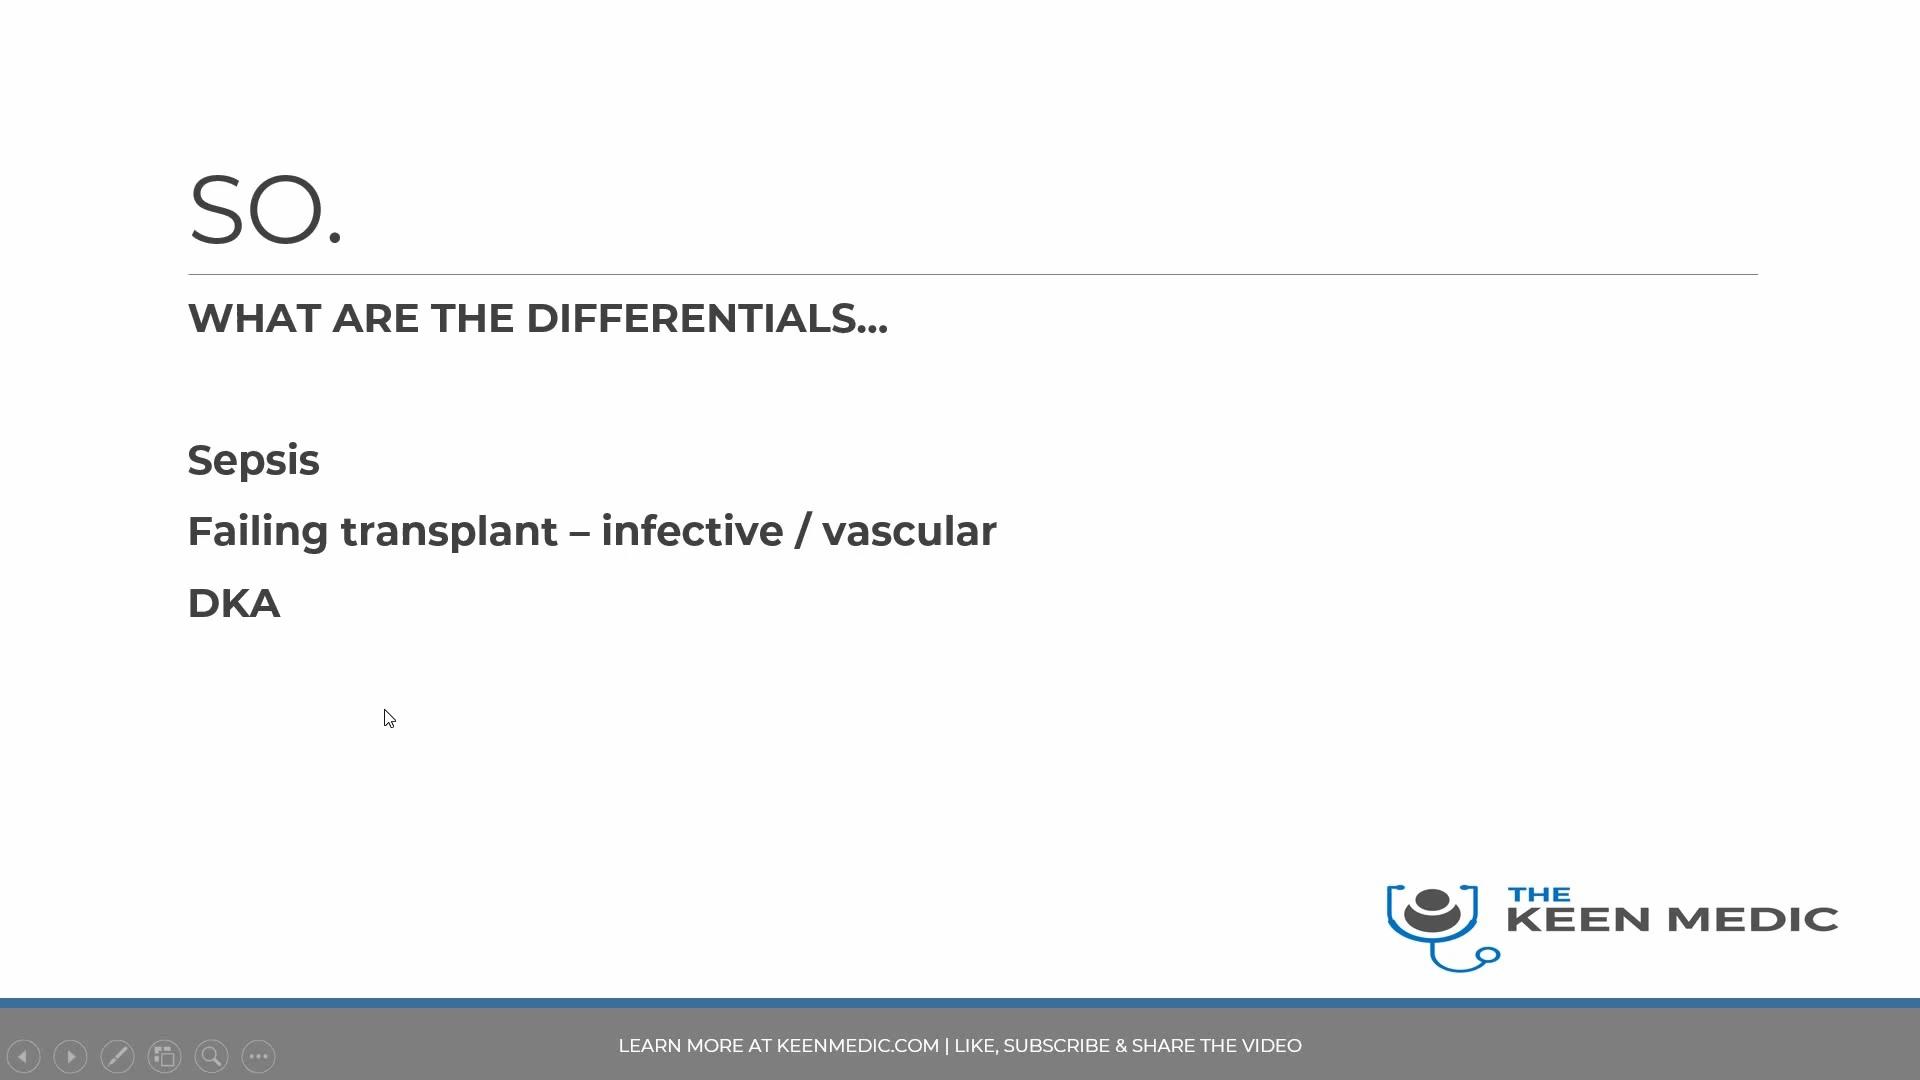 SO.
WHAT ARE THE DIFFERENTIALS...
Sepsis
Failing transplant – infective / vascular
DKA
THE
KEEN MEDIC
LEARN MORE AT KEENMEDIC.COM | LIKE, SUBSCRIBE & SHARE THE VIDEO